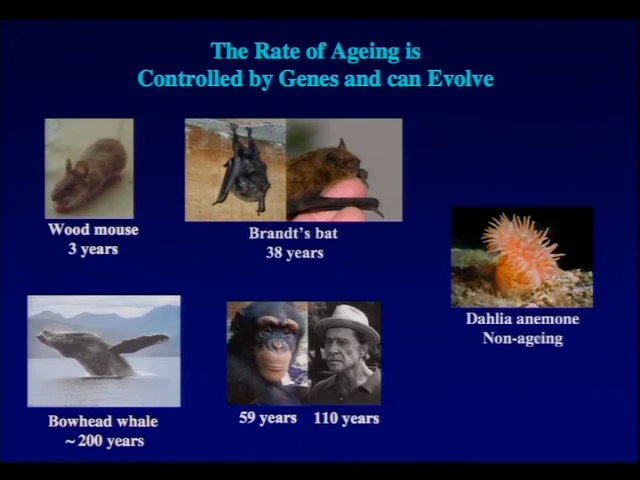 The Rate of Ageing is
Controlled by Genes and can Evolve
Wood mouse
3 years
Brandt's bat
38 years
Dahlia anemone
Non-ageing
Bowhead whale
~ 200 years
59 years
110 years